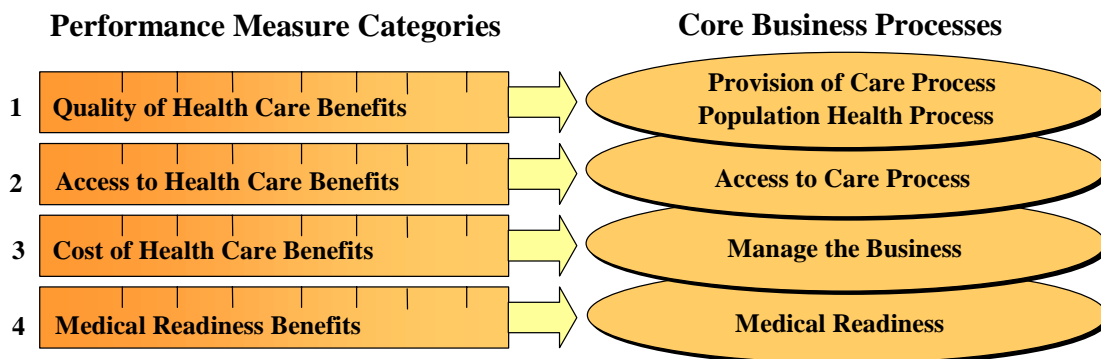 Performance Measure Categories
Core Business Processes
1
Quality of Health Care Benefits
Provision of Care Process
Population Health Process
2
Access to Health Care Benefits
Access to Care Process
3
Cost of Health Care Benefits
Manage the Business
4
Medical Readiness Benefits
Medical Readiness